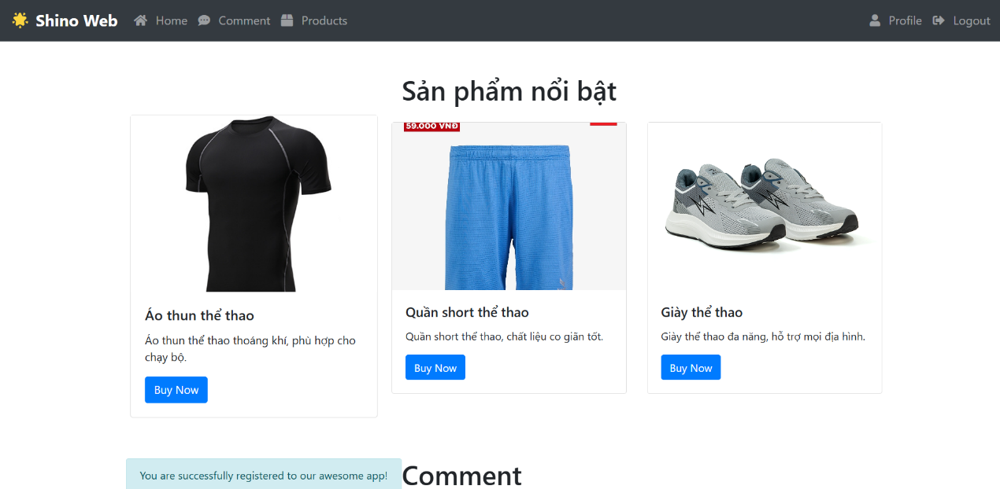 Shino Web Home Comment Products Profile Logout
Sản phẩm nổi bật
59.000 VNĐ
Áo thun thể thao
Áo thun thể thao thoáng khí, phù hợp cho
chạy bộ.
Buy Now
Quần short thể thao
Quần short thể thao, chất liệu co giãn tốt.
Buy Now
Giày thể thao
Giày thể thao đa năng, hỗ trợ mọi địa hình.
Buy Now
You are successfully registered to our awesome app!
Comment